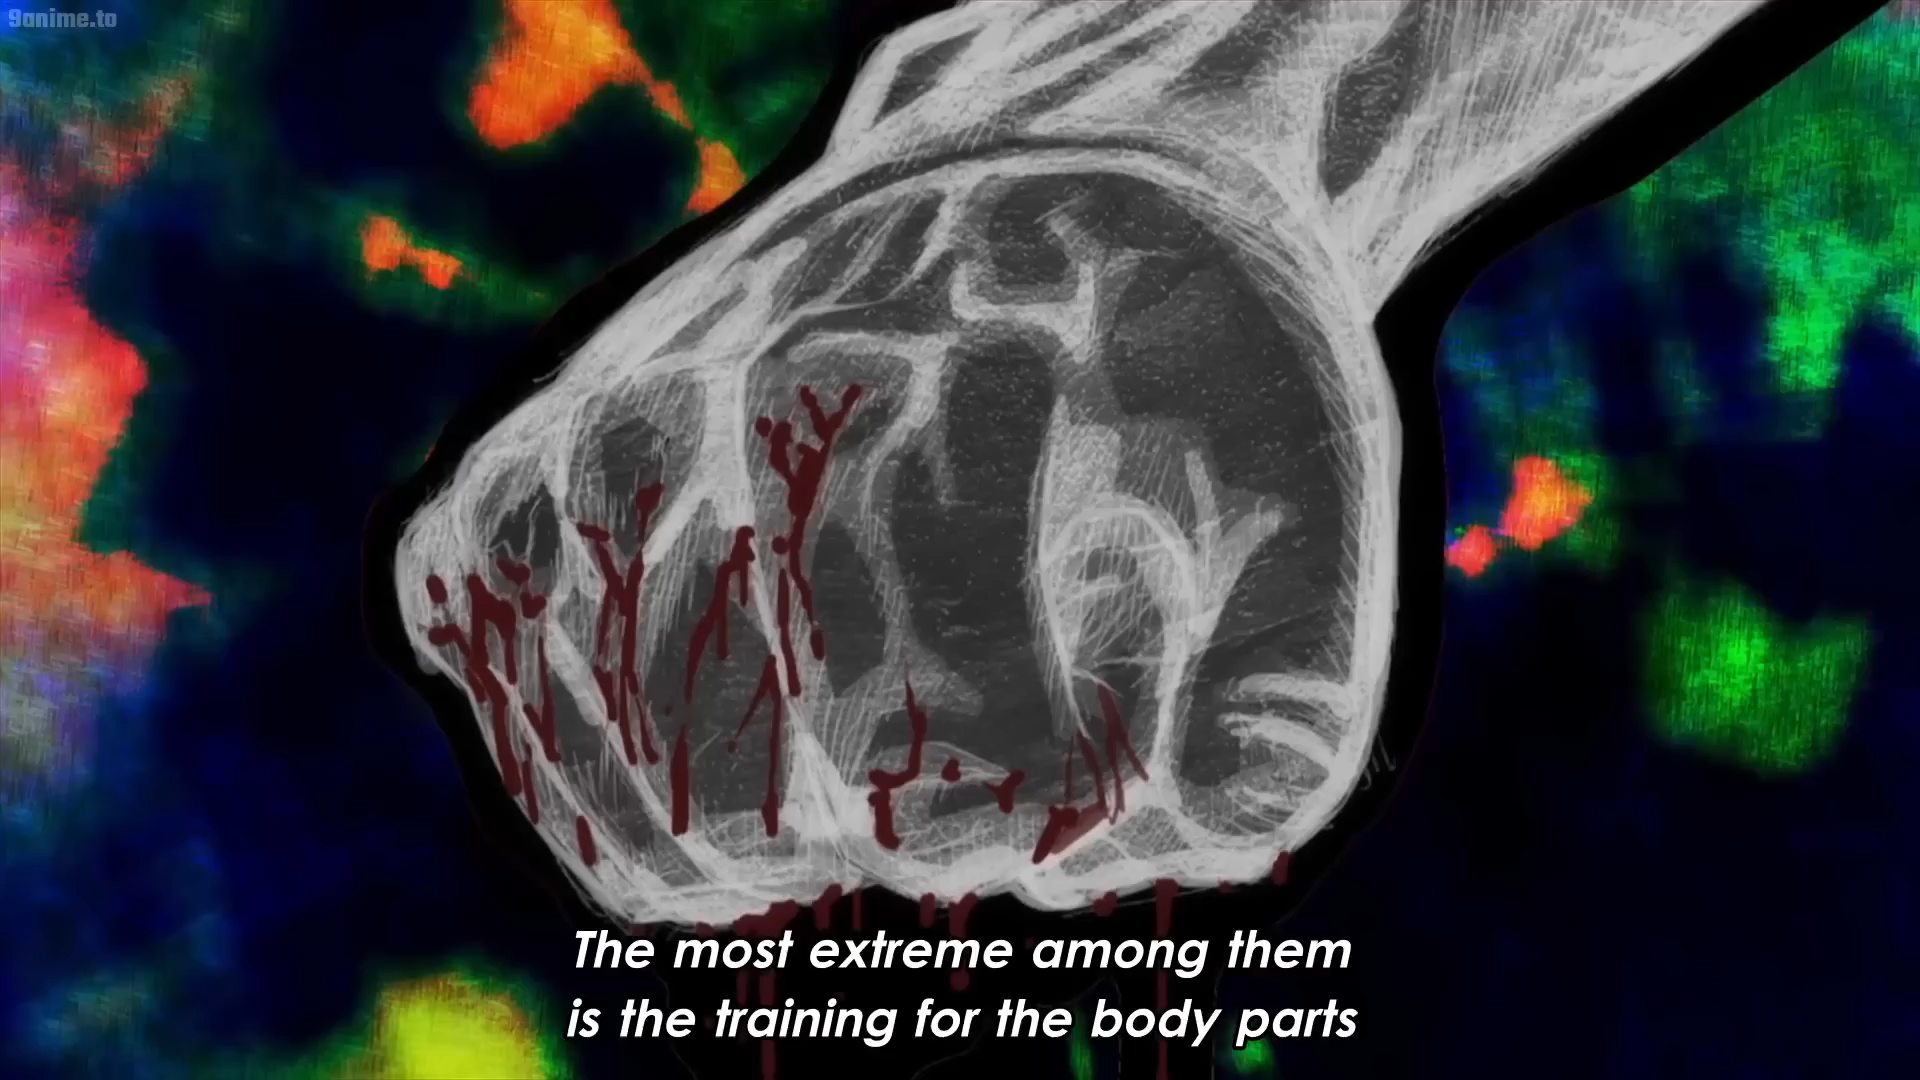 9anime.to
The most extreme among them
is the training for the body parts